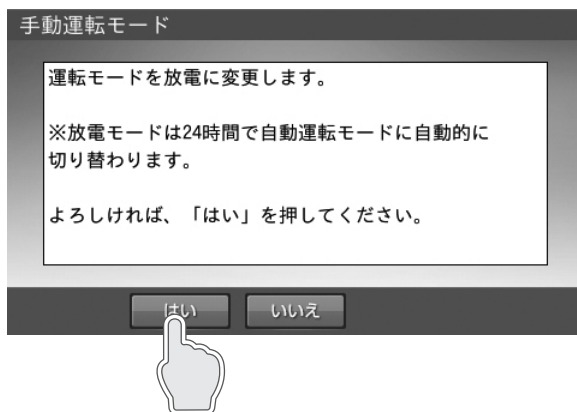 手動運転モード
運転モードを放電に変更します。
※放電モードは24時間で自動運転モードに自動的に
切り替わります。
よろしければ、「はい」を押してください。
はい
いいえ